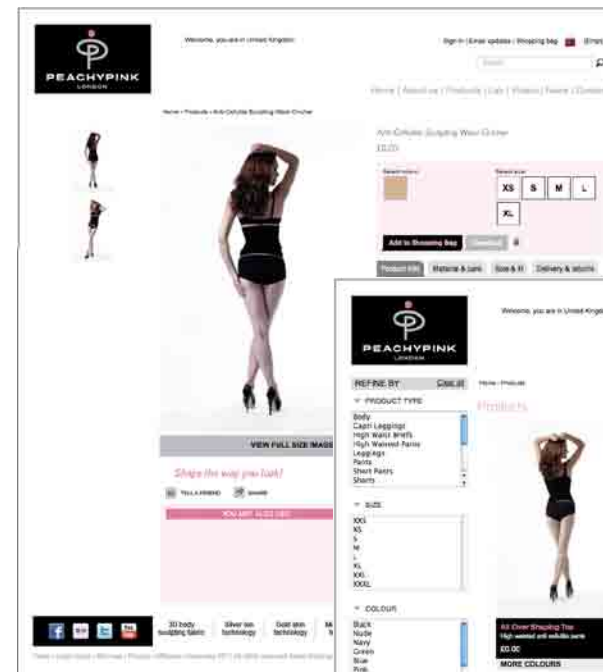 PEACHYPINK
LONDON
Welcome, you are in United Kingdom
Sign in | Email updates | Shopping bag
Home | About us | Products |
Home > Products > Anti-Cellulite Sculpting Waist Cincher
Anti-Cellulite Sculpting Waist Cincher
£0.00
Select colour
Select size
XS S M L
XL
Add to Shopping Bag
Product info Material & care Size & fit Delivery & returns
VIEW FULL SIZE IMAGE
Shape the way you look!
TELL A FRIEND SHARE
YOU MAY ALSO LIKE
3D body
sculpting fabric
Silver ion
technology
Gold skin
technology
PEACHYPINK
LONDON
Welcome, you are in United Kingdom
REFINE BY Clear all
Home > Products
PRODUCT TYPE
Products
Body
Capri Leggings
High Waist Briefs
High Waisted Pants
Leggings
Pants
Short Pants
Shorts
SIZE
XXS
XS
S
M
L
XL
XXL
XXXL
COLOUR
Black
Nude
Navy
Green
Blue
Pink
All Over Shaping Top
High waisted anti cellulite pants
£0.00
MORE COLOURS